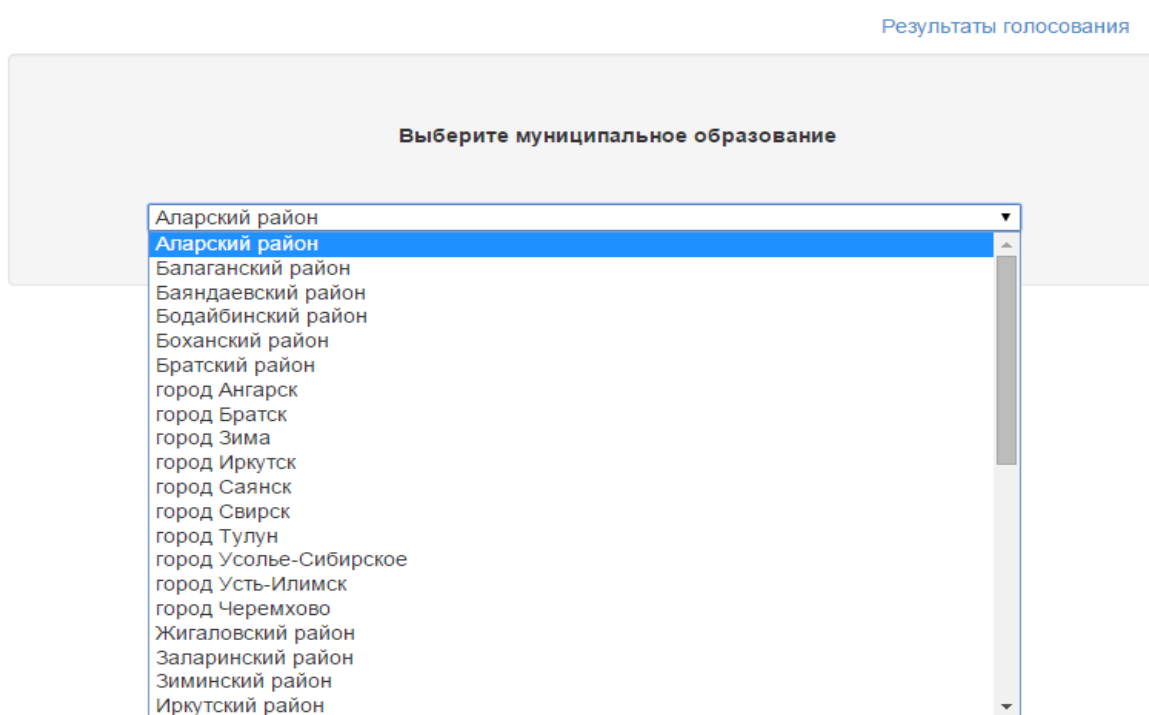 Результаты голосования
Выберите муниципальное образование
Аларский район
Аларский район
Балаганский район
Баяндаевский район
Бодайбинский район
Боханский район
Братский район
город Ангарск
город Братск
город Зима
город Иркутск
город Саянск
город Свирск
город Тулун
город Усолье-Сибирское
город Усть-Илимск
город Черемхово
Жигаловский район
Заларинский район
Зиминский район
Иркутский район